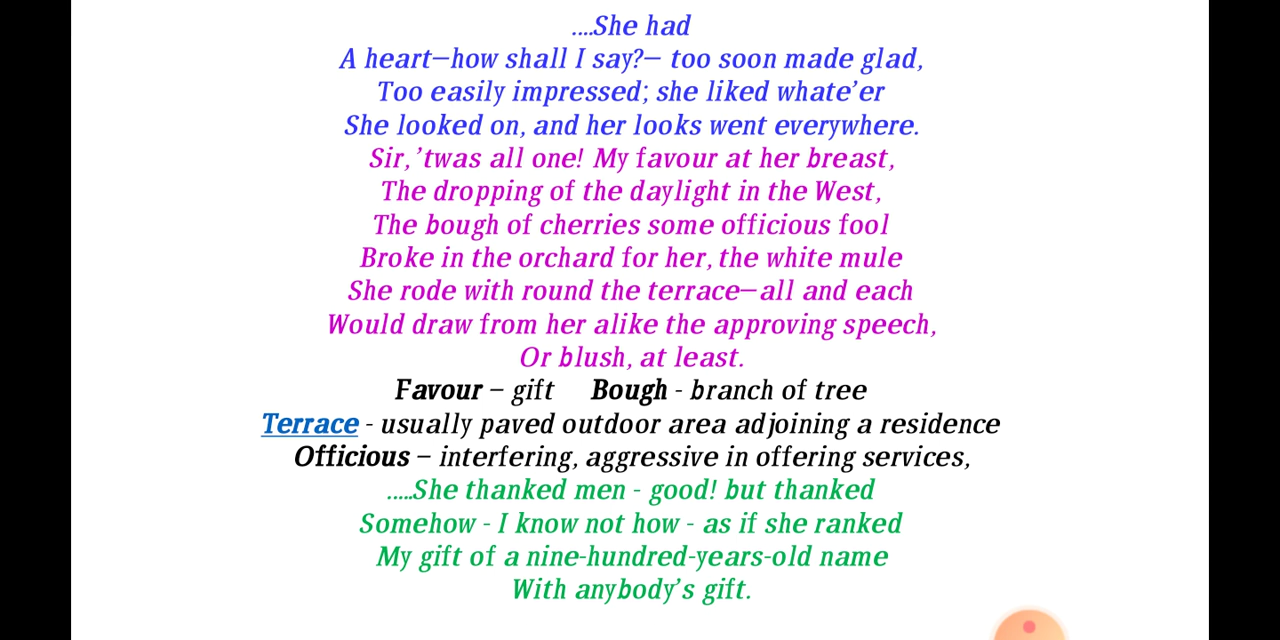 ....She had
A heart—how shall I say?— too soon made glad,
Too easily impressed; she liked whate’er
She looked on, and her looks went everywhere.
Sir, ’twas all one! My favour at her breast,
The dropping of the daylight in the West,
The bough of cherries some officious fool
Broke in the orchard for her, the white mule
She rode with round the terrace—all and each
Would draw from her alike the approving speech,
Or blush, at least.
Favour – gift Bough - branch of tree
Terrace - usually paved outdoor area adjoining a residence
Officious – interfering, aggressive in offering services,
.....She thanked men - good! but thanked
Somehow - I know not how - as if she ranked
My gift of a nine-hundred-years-old name
With anybody’s gift.